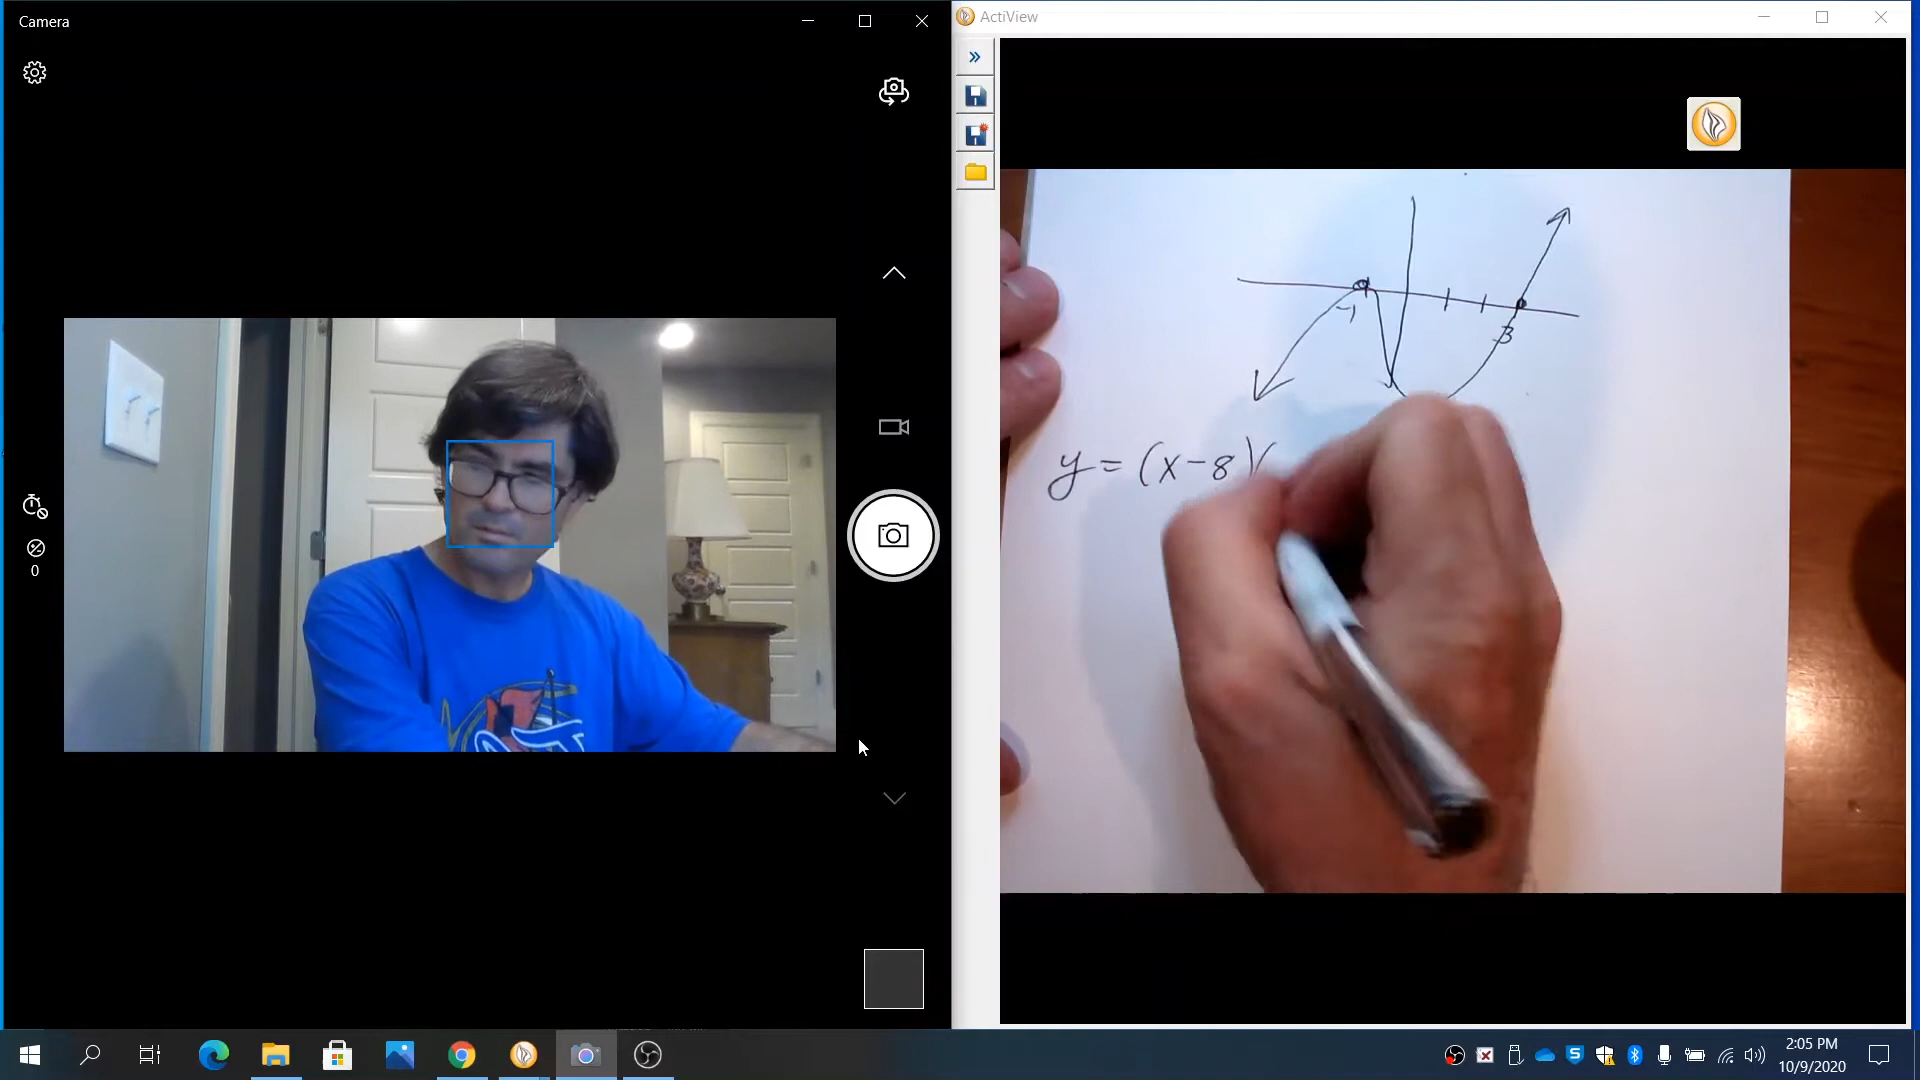 Camera
ActiView
0
-1
3
y = (x-8)(
2:05 PM
10/9/2020